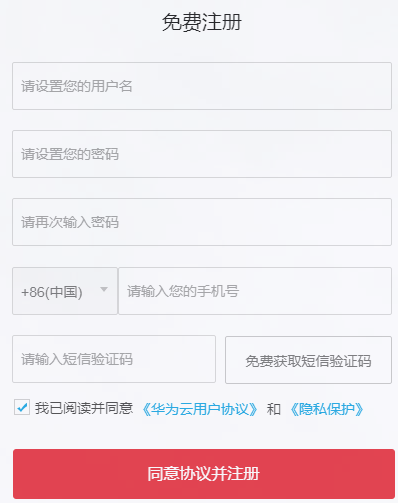 免费注册
请设置您的用户名
请设置您的密码
请再次输入密码
+86(中国) 请输入您的手机号
请输入短信验证码 免费获取短信验证码
我已阅读并同意 《华为云用户协议》 和 《隐私保护》
同意协议并注册